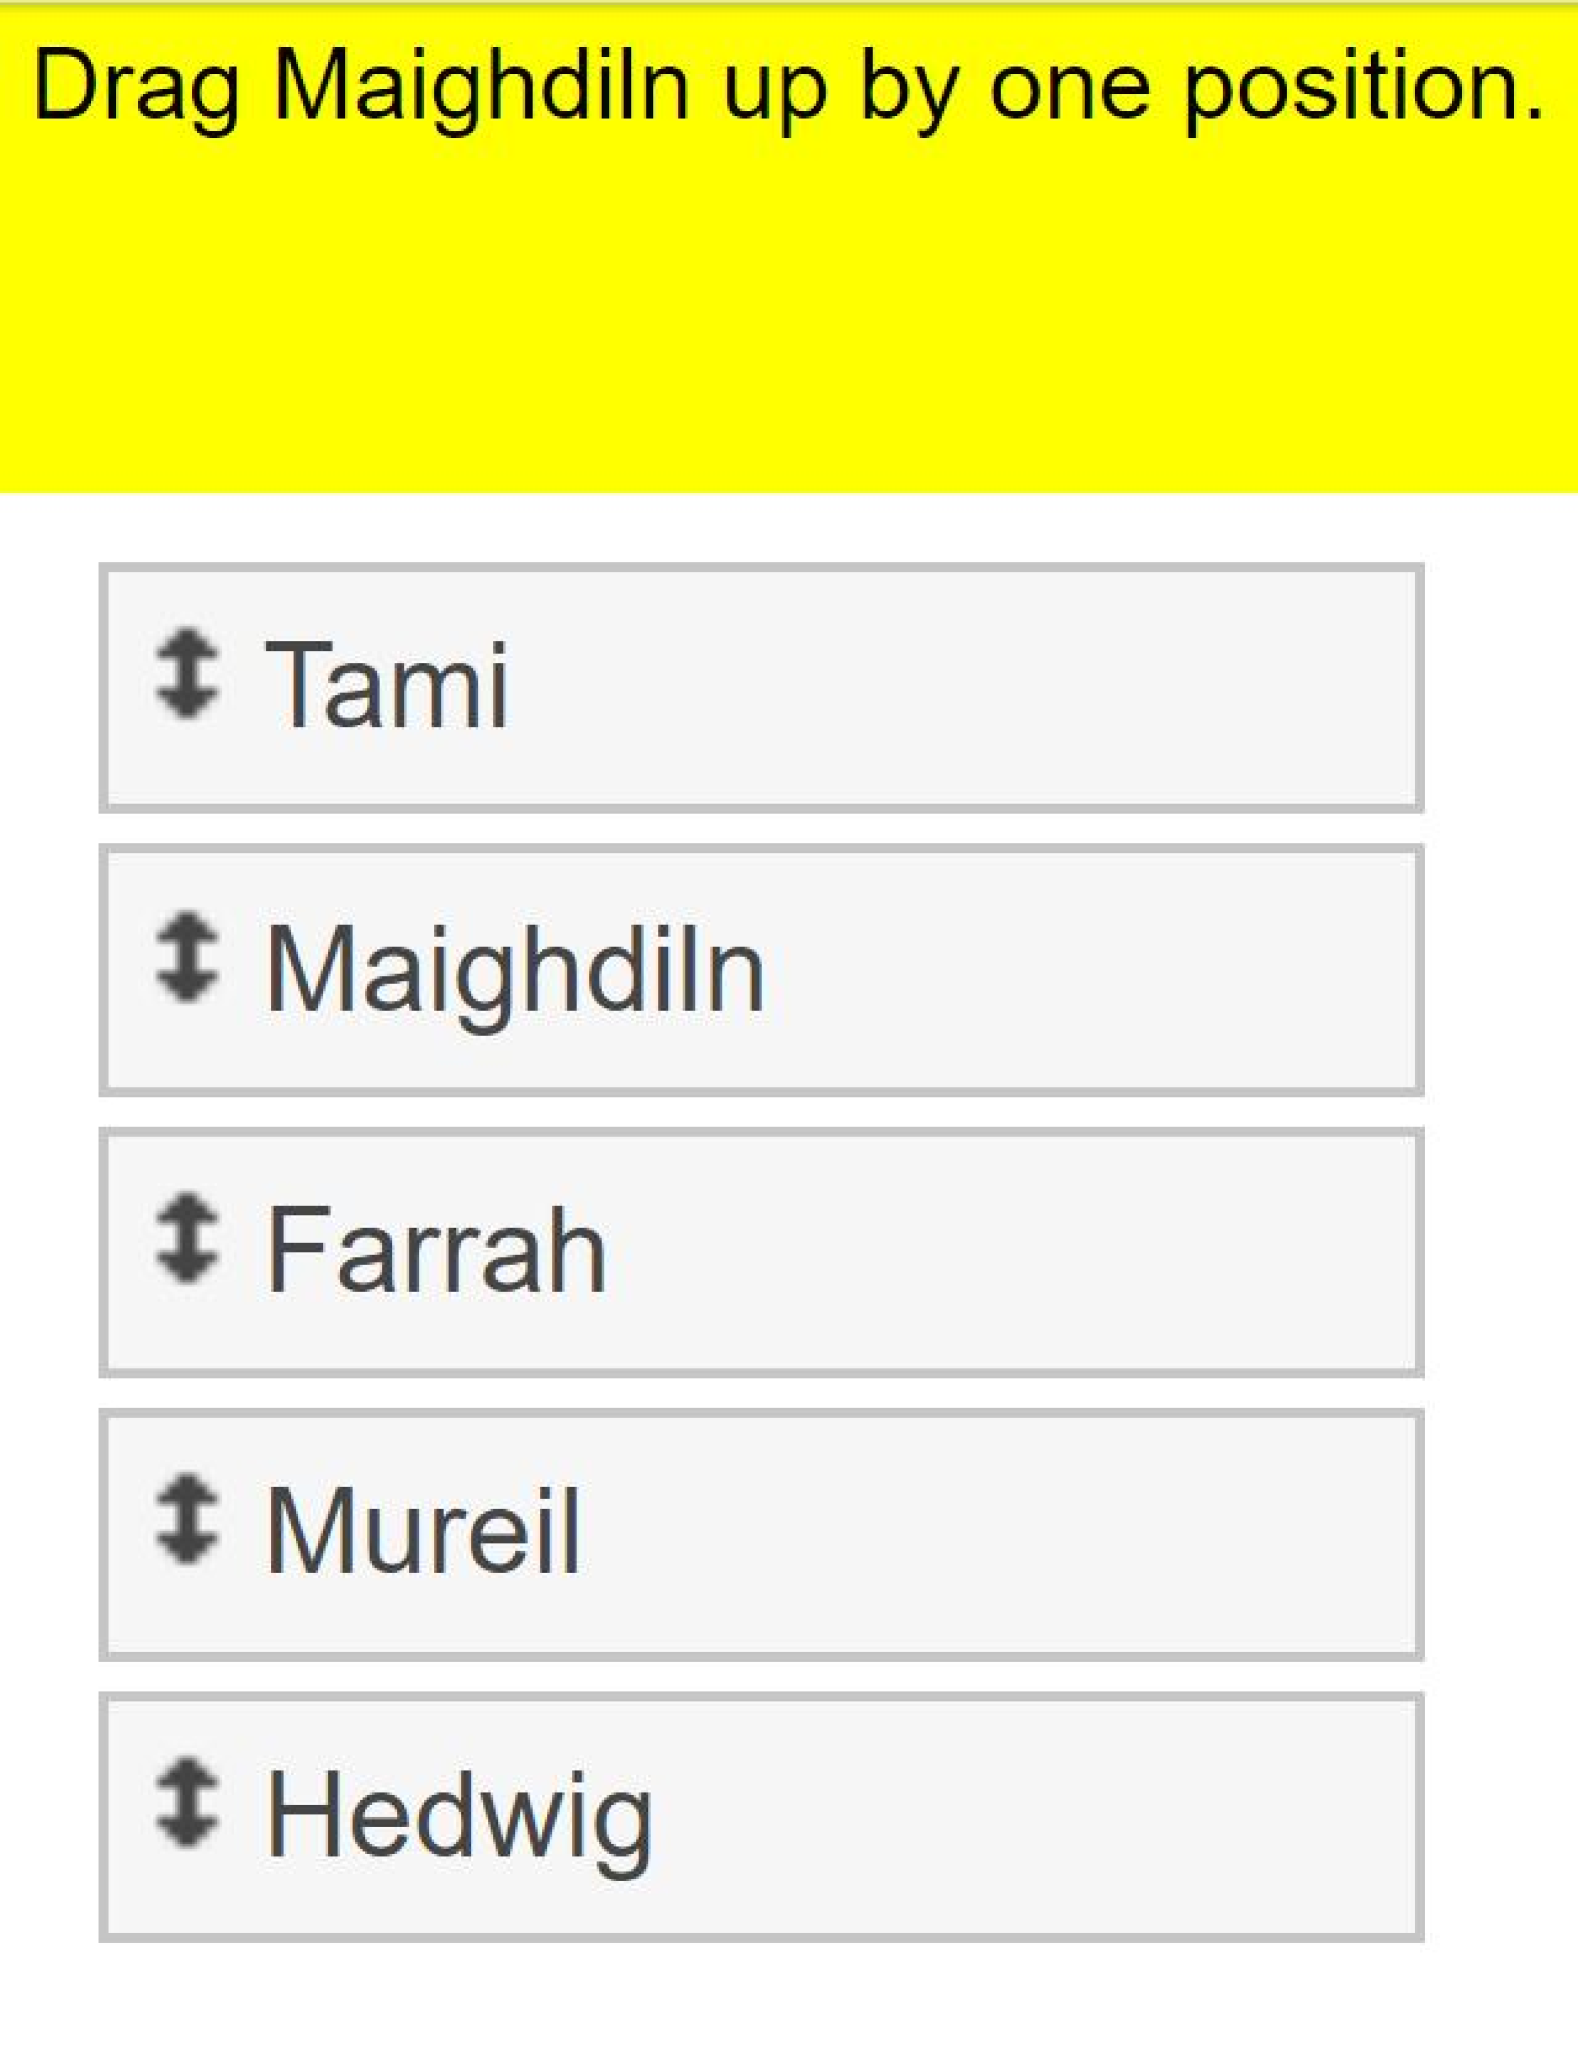 Drag Maighdiln up by one position.
Tami
Maighdiln
Farrah
Mureil
Hedwig